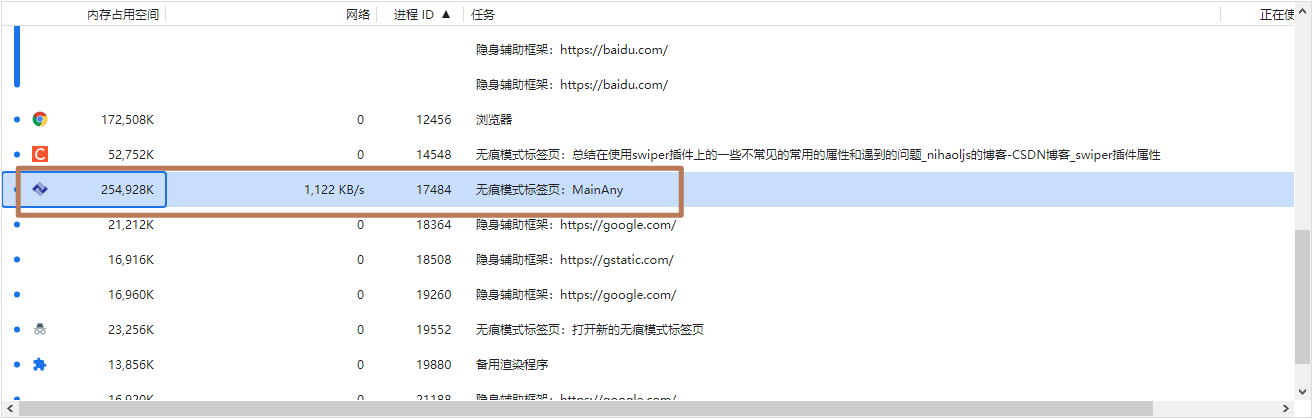 内存占用空间 网络 进程 ID ▲ 任务 正在使
隐身辅助框架：https://baidu.com/
隐身辅助框架：https://baidu.com/
172,508K 0 12456 浏览器
52,752K 0 14548 无痕模式标签页：总结在使用swiper插件上的一些不常见的常用的属性和遇到的问题_nihaoljs的博客-CSDN博客_swiper插件属性
254,928K 1,122 KB/s 17484 无痕模式标签页：MainAny
21,212K 0 18364 隐身辅助框架：https://google.com/
16,916K 0 18508 隐身辅助框架：https://gstatic.com/
16,960K 0 19260 隐身辅助框架：https://google.com/
23,256K 0 19552 无痕模式标签页：打开新的无痕模式标签页
13,856K 0 19880 备用渲染程序
16,920K 0 21188 隐身辅助框架：https://google.com/